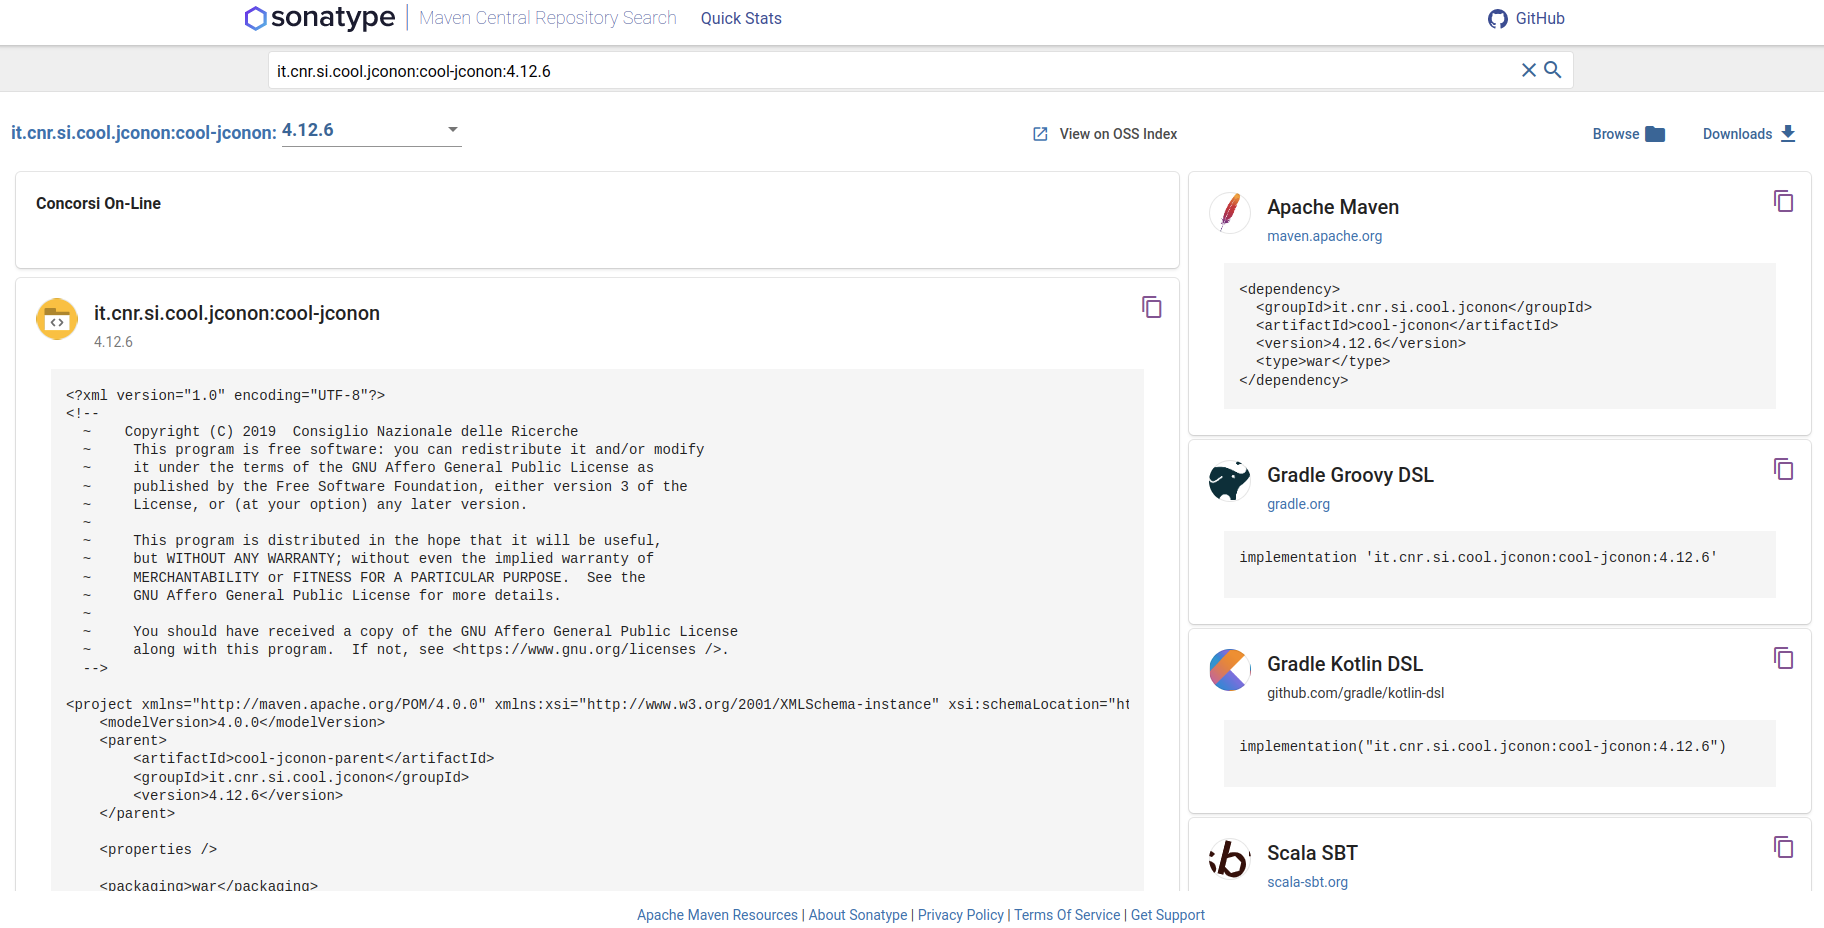 sonatype | Maven Central Repository Search Quick Stats GitHub
it.cnr.si.cool.jconon:cool-jconon:4.12.6
it.cnr.si.cool.jconon:cool-jconon: 4.12.6 View on OSS Index Browse Downloads
Concorsi On-Line
it.cnr.si.cool.jconon:cool-jconon
4.12.6
<?xml version="1.0" encoding="UTF-8"?>
<!--
  ~    Copyright (C) 2019  Consiglio Nazionale delle Ricerche
  ~     This program is free software: you can redistribute it and/or modify
  ~     it under the terms of the GNU Affero General Public License as
  ~     published by the Free Software Foundation, either version 3 of the
  ~     License, or (at your option) any later version.
  ~
  ~     This program is distributed in the hope that it will be useful,
  ~     but WITHOUT ANY WARRANTY; without even the implied warranty of
  ~     MERCHANTABILITY or FITNESS FOR A PARTICULAR PURPOSE.  See the
  ~     GNU Affero General Public License for more details.
  ~
  ~     You should have received a copy of the GNU Affero General Public License
  ~     along with this program.  If not, see <https://www.gnu.org/licenses />.
  -->
<project xmlns="http://maven.apache.org/POM/4.0.0" xmlns:xsi="http://www.w3.org/2001/XMLSchema-instance" xsi:schemaLocation="ht
    <modelVersion>4.0.0</modelVersion>
    <parent>
        <artifactId>cool-jconon-parent</artifactId>
        <groupId>it.cnr.si.cool.jconon</groupId>
        <version>4.12.6</version>
    </parent>
    <properties />
    <packaging>war</packaging>
Apache Maven
maven.apache.org
<dependency>
  <groupId>it.cnr.si.cool.jconon</groupId>
  <artifactId>cool-jconon</artifactId>
  <version>4.12.6</version>
  <type>war</type>
</dependency>
Gradle Groovy DSL
gradle.org
implementation 'it.cnr.si.cool.jconon:cool-jconon:4.12.6'
Gradle Kotlin DSL
github.com/gradle/kotlin-dsl
implementation("it.cnr.si.cool.jconon:cool-jconon:4.12.6")
Scala SBT
scala-sbt.org
Apache Maven Resources | About Sonatype | Privacy Policy | Terms Of Service | Get Support